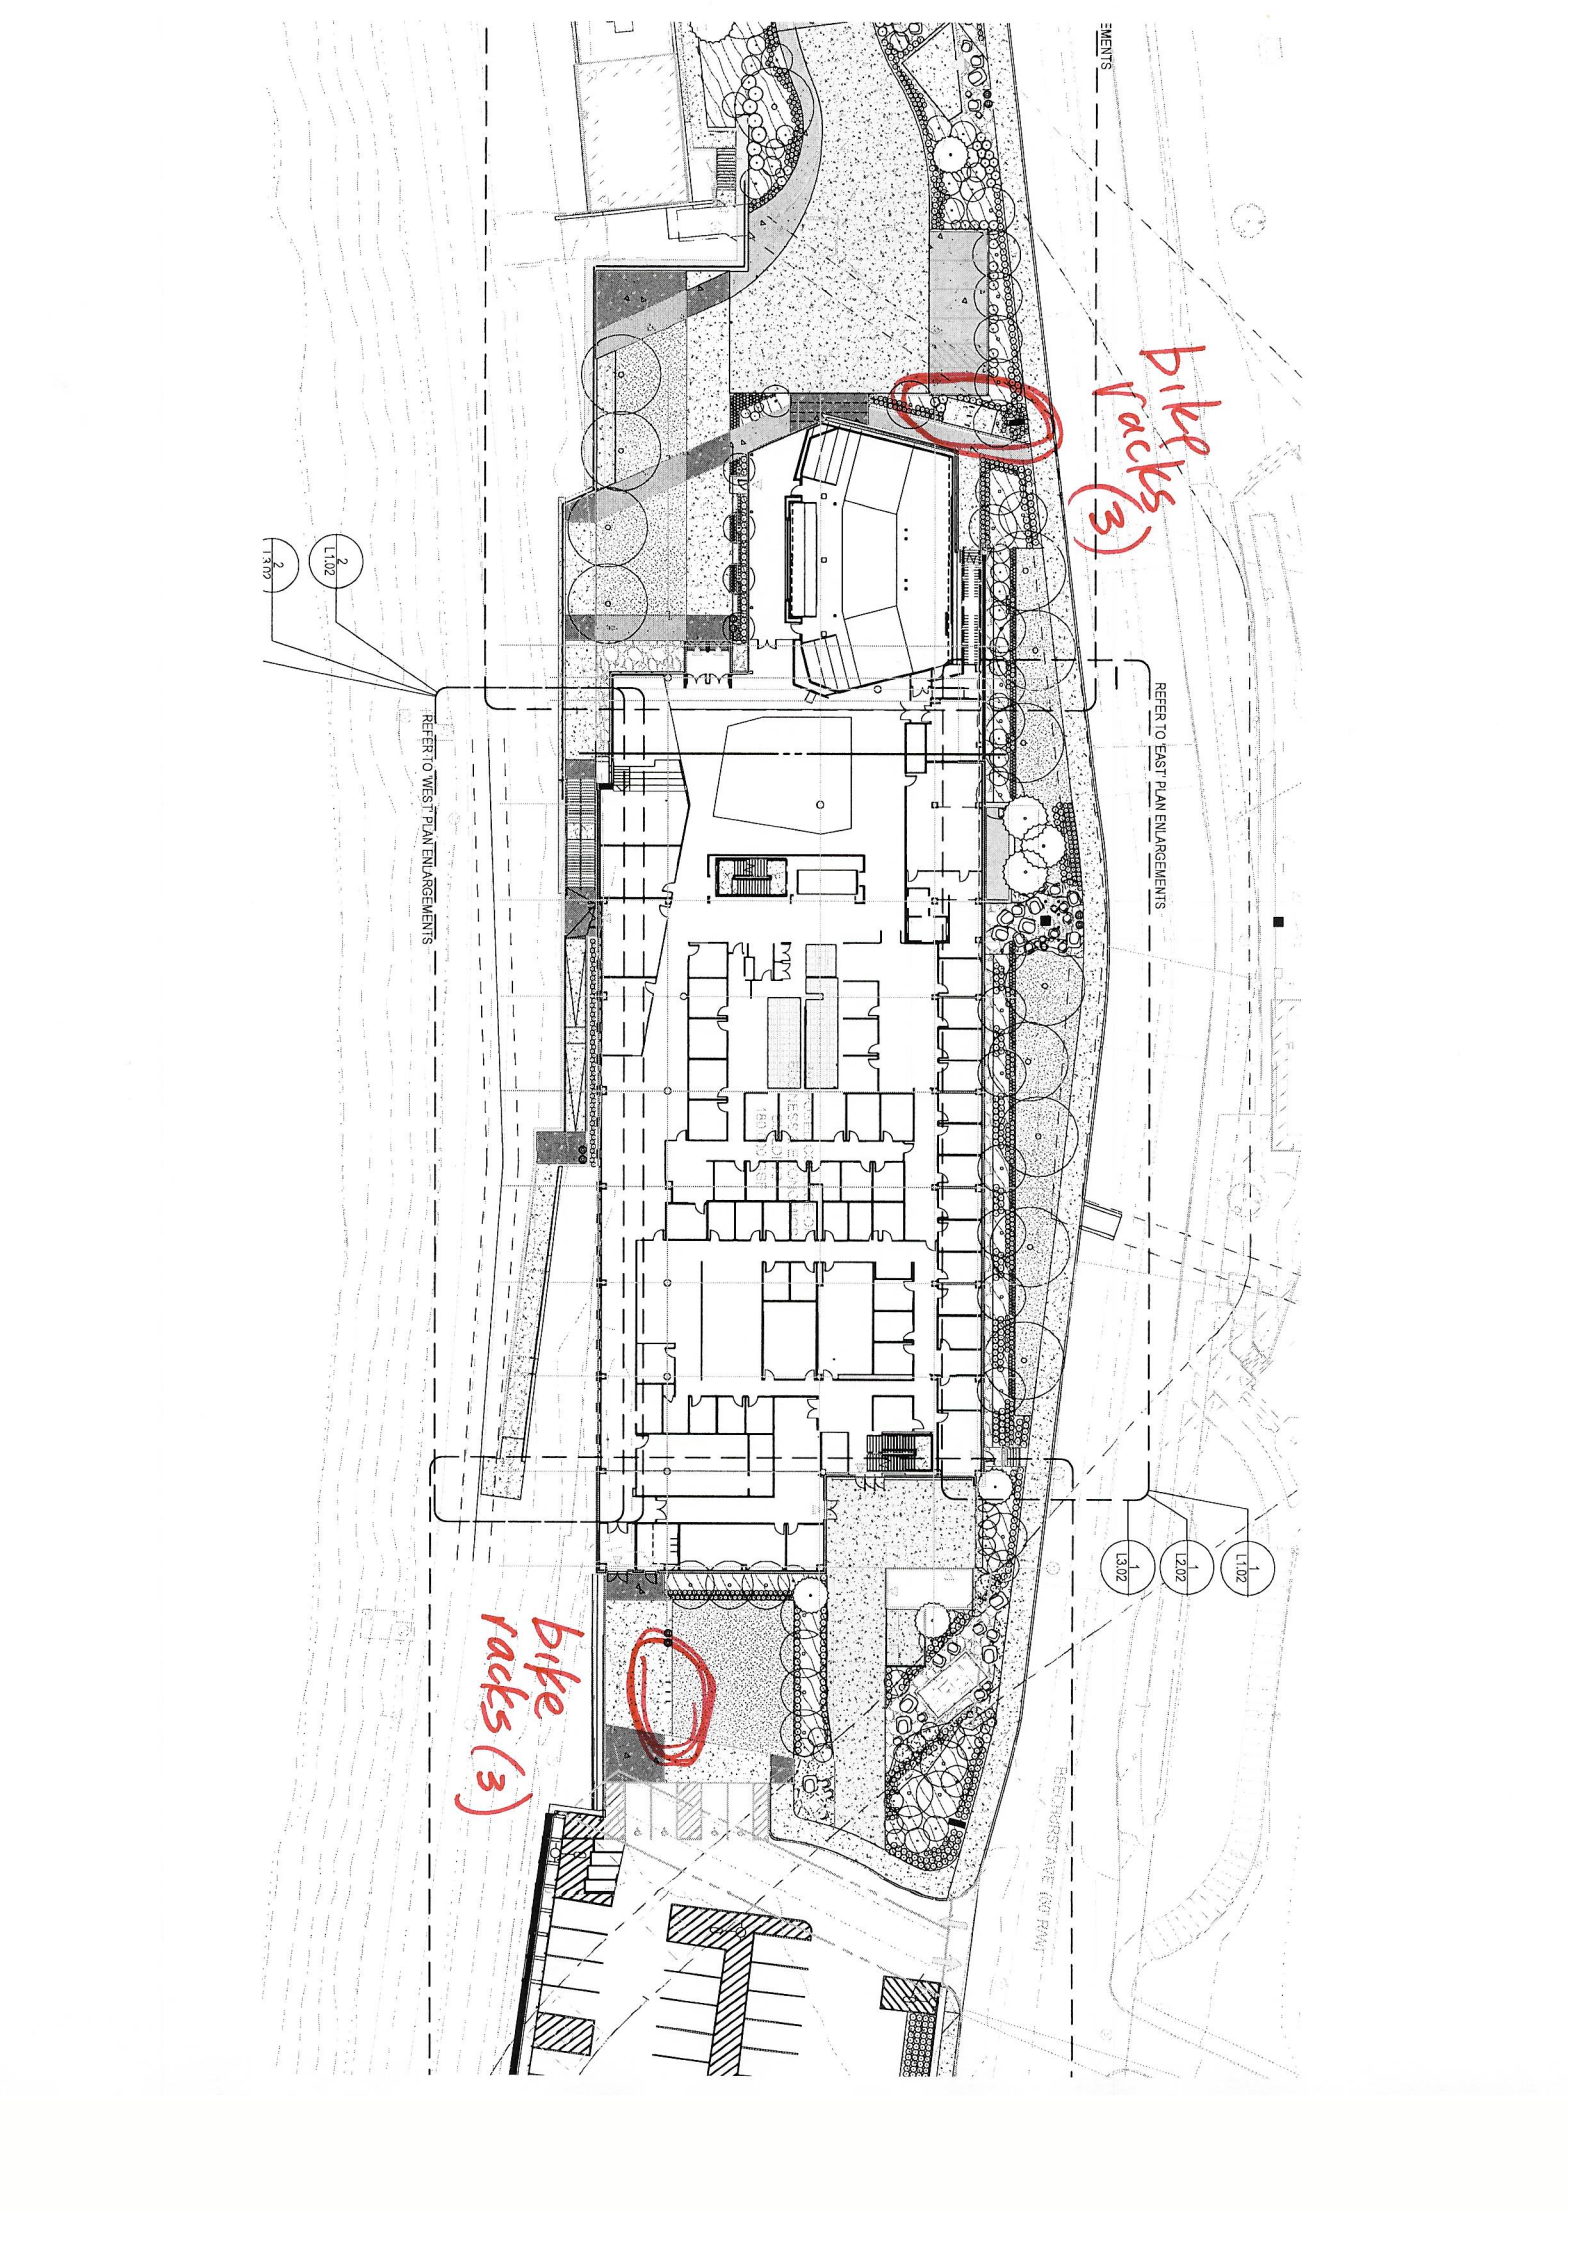 EMENTS
bike
racks
(3)
2
L1.02
2
L3.02
REFER TO 'WEST' PLAN ENLARGEMENTS
REFER TO 'EAST' PLAN ENLARGEMENTS
1
L1.02
1
L2.02
1
L3.02
bike
racks (3)